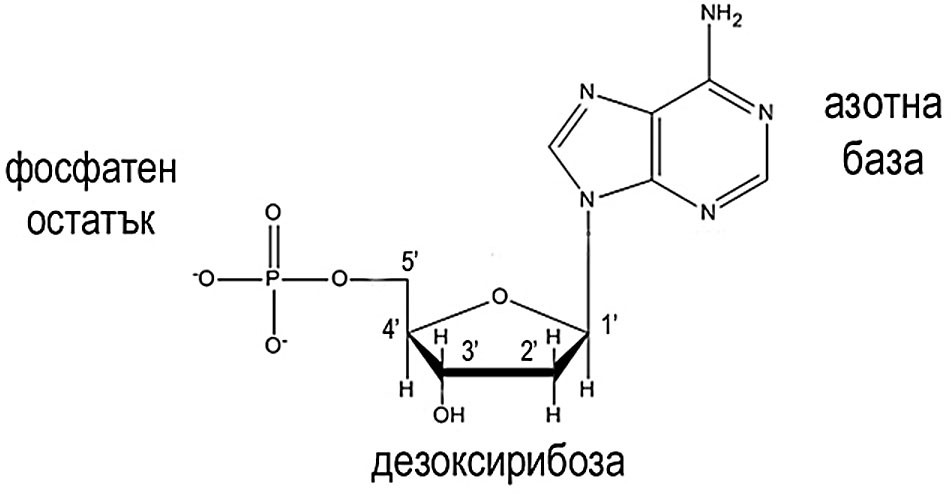 NH₂
N
N
азотна
база
N
N
фосфатен
остатък
O
⁻O
P
O
5'
O
4'
1'
H
3'
2'
H
O⁻
H
H
OH
H
дезоксирибоза